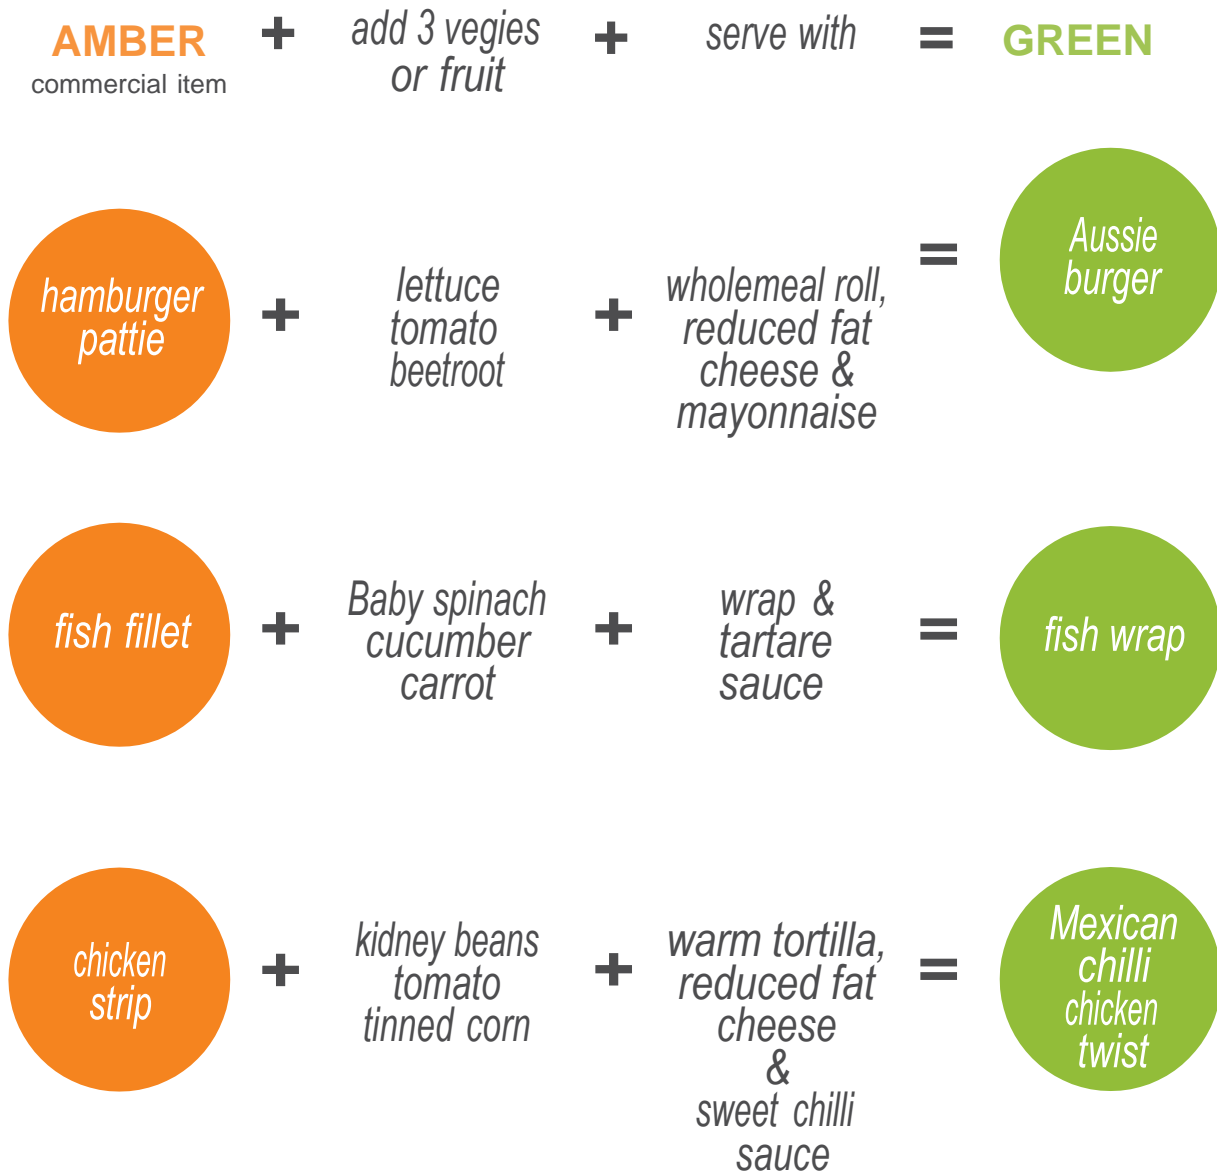 AMBER
commercial item
+
add 3 vegies
or fruit
+
serve with
=
GREEN
hamburger
pattie
+
lettuce
tomato
beetroot
+
wholemeal roll,
reduced fat
cheese &
mayonnaise
=
Aussie
burger
fish fillet
+
Baby spinach
cucumber
carrot
+
wrap &
tartare
sauce
=
fish wrap
chicken
strip
+
kidney beans
tomato
tinned corn
+
warm tortilla,
reduced fat
cheese
&
sweet chilli
sauce
=
Mexican
chilli
chicken
twist